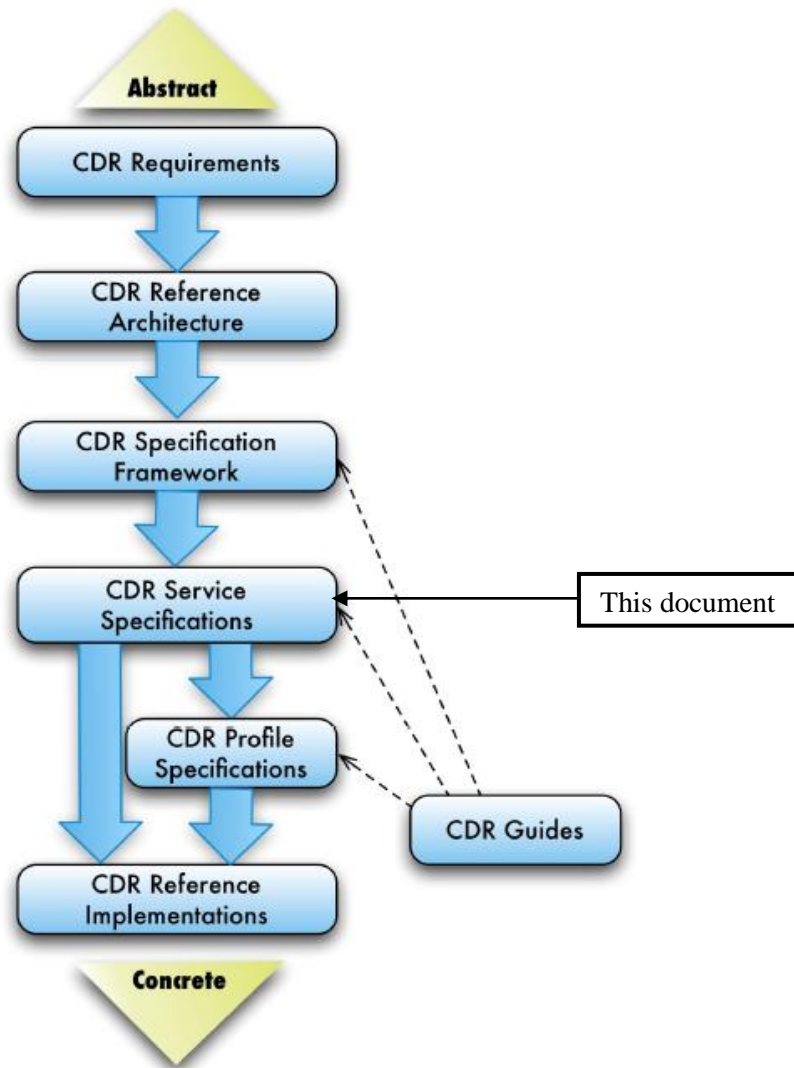 Abstract
CDR Requirements
CDR Reference
Architecture
CDR Specification
Framework
CDR Service
Specifications
This document
CDR Profile
Specifications
CDR Guides
CDR Reference
Implementations
Concrete